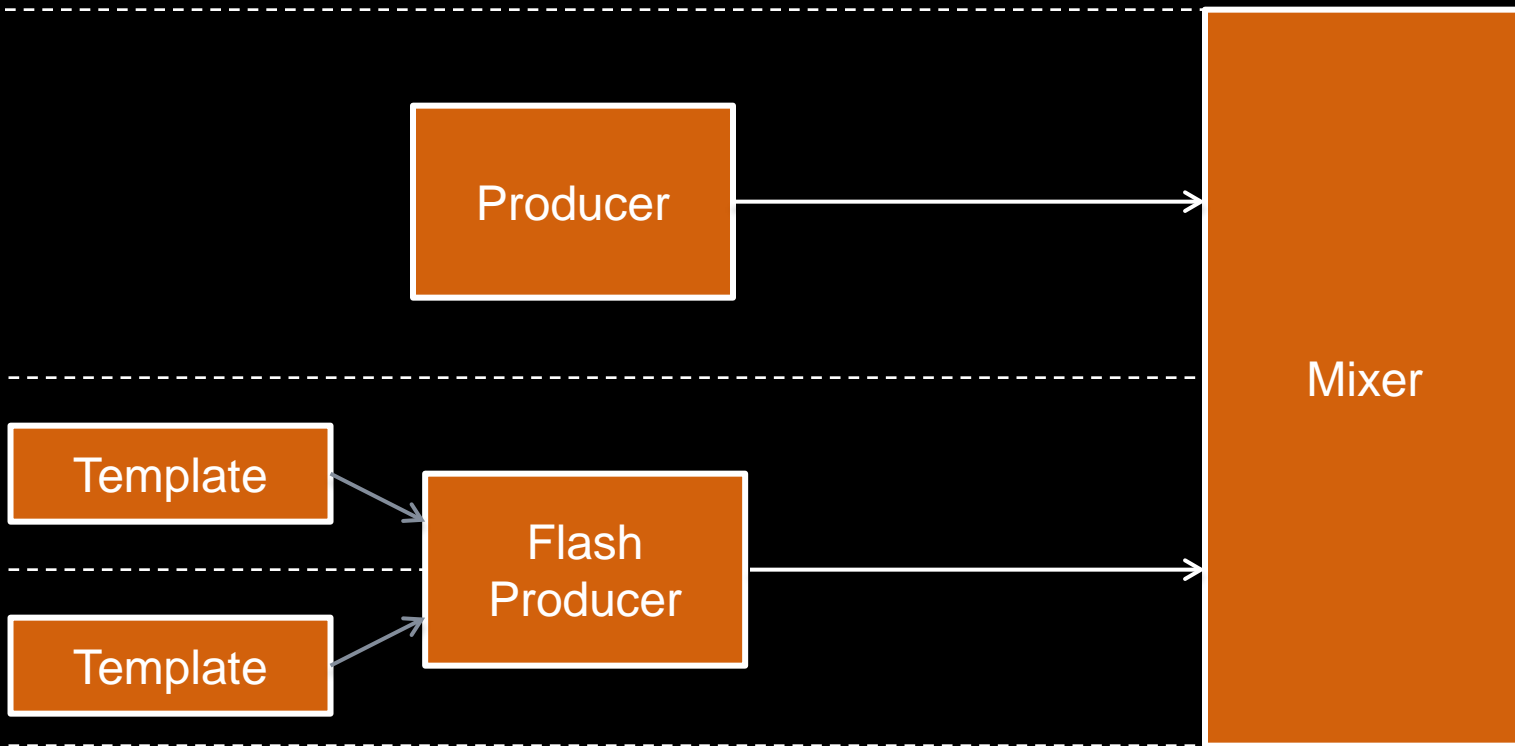 Producer
Mixer
Template
Flash
Producer
Template